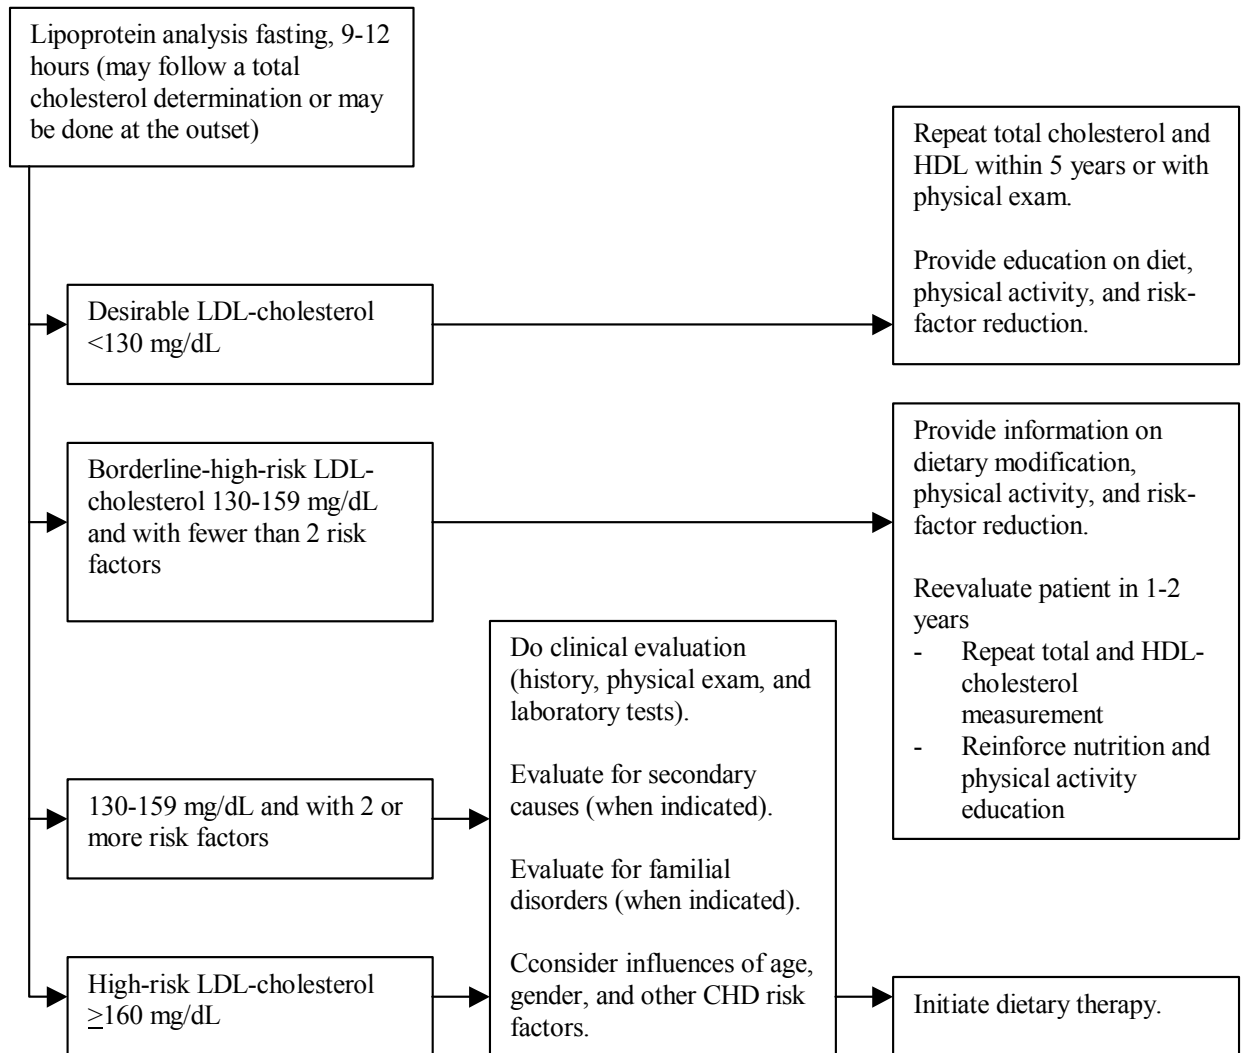 Lipoprotein analysis fasting, 9-12
hours (may follow a total
cholesterol determination or may
be done at the outset)
Repeat total cholesterol and
HDL within 5 years or with
physical exam.
Provide education on diet,
physical activity, and risk-
factor reduction.
Desirable LDL-cholesterol
<130 mg/dL
Borderline-high-risk LDL-
cholesterol 130-159 mg/dL
and with fewer than 2 risk
factors
Provide information on
dietary modification,
physical activity, and risk-
factor reduction.
Reevaluate patient in 1-2
years
- Repeat total and HDL-
cholesterol
measurement
- Reinforce nutrition and
physical activity
education
130-159 mg/dL and with 2 or
more risk factors
Do clinical evaluation
(history, physical exam, and
laboratory tests).
Evaluate for secondary
causes (when indicated).
Evaluate for familial
disorders (when indicated).
Cconsider influences of age,
gender, and other CHD risk
factors.
High-risk LDL-cholesterol
≥160 mg/dL
Initiate dietary therapy.